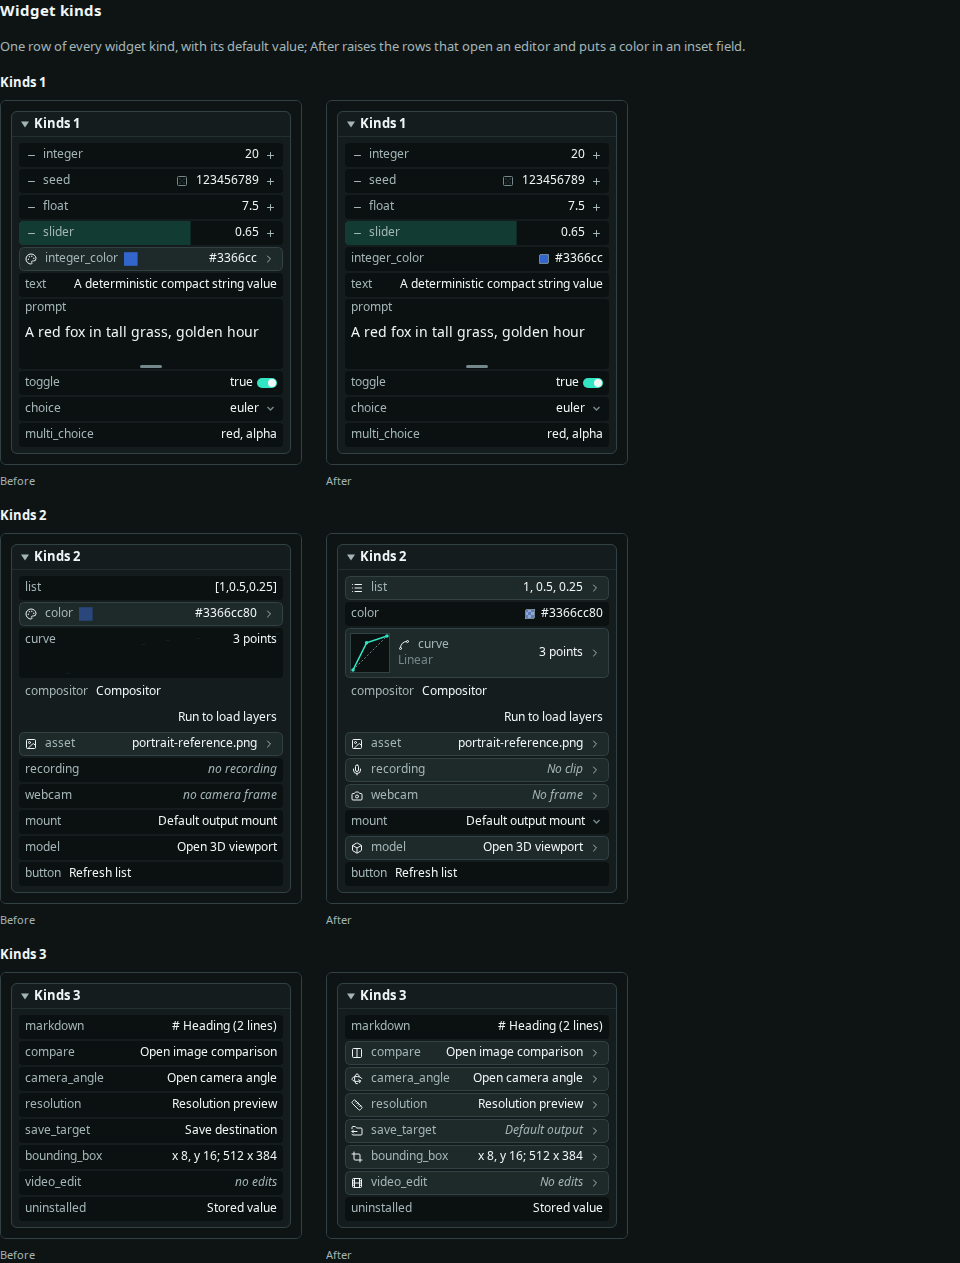 Widget kinds
One row of every widget kind, with its default value; After raises the rows that open an editor and puts a color in an inset field.
Kinds 1
Kinds 1
− integer 20 +
− seed 123456789 +
− float 7.5 +
− slider 0.65 +
integer_color #3366cc
text A deterministic compact string value
prompt
A red fox in tall grass, golden hour
toggle true
choice euler
multi_choice red, alpha
Before
Kinds 1
− integer 20 +
− seed 123456789 +
− float 7.5 +
− slider 0.65 +
integer_color #3366cc
text A deterministic compact string value
prompt
A red fox in tall grass, golden hour
toggle true
choice euler
multi_choice red, alpha
After
Kinds 2
Kinds 2
list [1,0.5,0.25]
color #3366cc80
curve 3 points
compositor Compositor
Run to load layers
asset portrait-reference.png
recording no recording
webcam no camera frame
mount Default output mount
model Open 3D viewport
button Refresh list
Before
Kinds 2
list 1, 0.5, 0.25
color #3366cc80
curve 3 points
Linear
compositor Compositor
Run to load layers
asset portrait-reference.png
recording No clip
webcam No frame
mount Default output mount
model Open 3D viewport
button Refresh list
After
Kinds 3
Kinds 3
markdown # Heading (2 lines)
compare Open image comparison
camera_angle Open camera angle
resolution Resolution preview
save_target Save destination
bounding_box x 8, y 16; 512 x 384
video_edit no edits
uninstalled Stored value
Before
Kinds 3
markdown # Heading (2 lines)
compare Open image comparison
camera_angle Open camera angle
resolution Resolution preview
save_target Default output
bounding_box x 8, y 16; 512 x 384
video_edit No edits
uninstalled Stored value
After